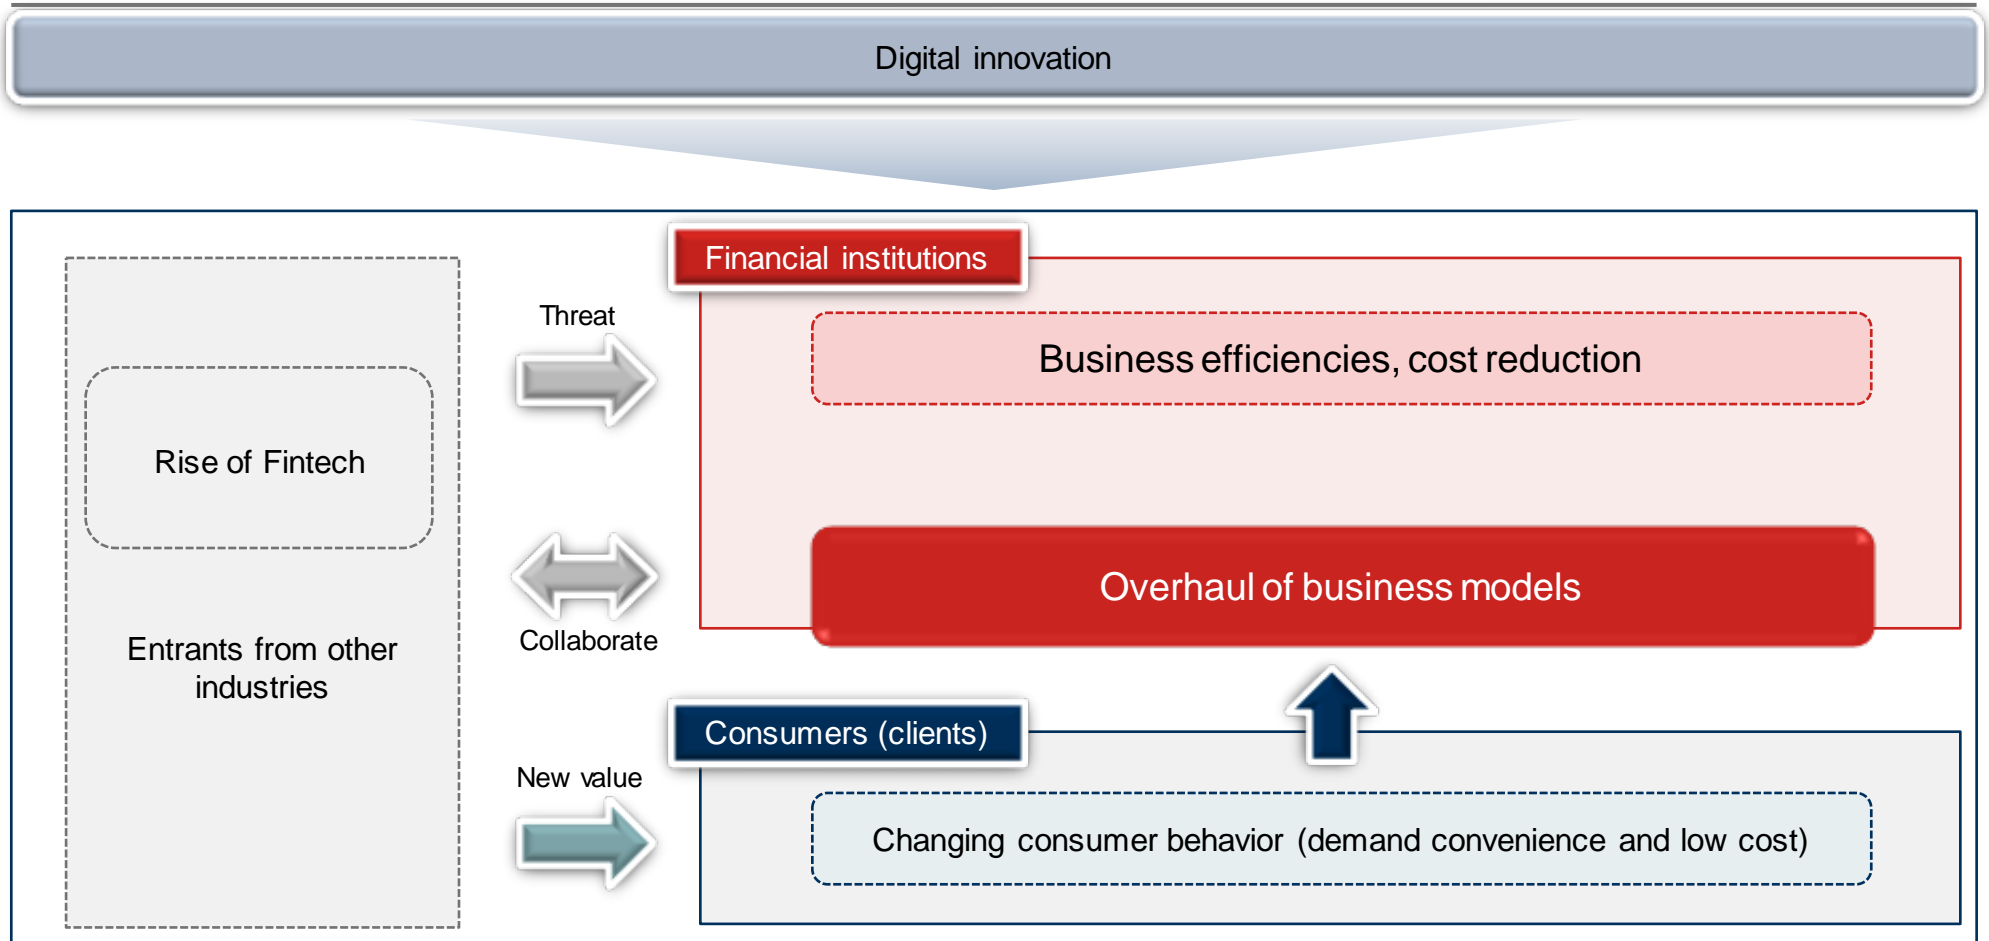 Digital innovation
Financial institutions
Threat
Business efficiencies, cost reduction
Rise of Fintech
Overhaul of business models
Collaborate
Entrants from other
industries
Consumers (clients)
New value
Changing consumer behavior (demand convenience and low cost)